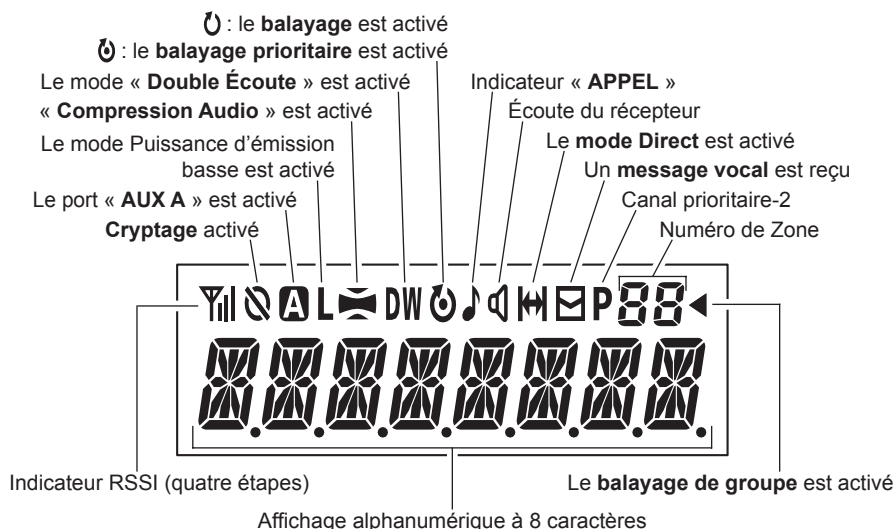 : le balayage est activé
: le balayage prioritaire est activé
Le mode « Double Écoute » est activé
Indicateur « APPEL »
« Compression Audio » est activé
Écoute du récepteur
Le mode Puissance d'émission
basse est activé
Le mode Direct est activé
Un message vocal est reçu
Le port « AUX A » est activé
Canal prioritaire-2
Cryptage activé
Numéro de Zone
A L DW P 88
Indicateur RSSI (quatre étapes)
Le balayage de groupe est activé
Affichage alphanumérique à 8 caractères